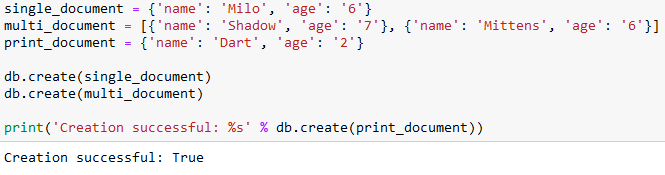 single_document = {'name': 'Milo', 'age': '6'}
multi_document = [{'name': 'Shadow', 'age': '7'}, {'name': 'Mittens', 'age': '6'}]
print_document = {'name': 'Dart', 'age': '2'}
db.create(single_document)
db.create(multi_document)
print('Creation successful: %s' % db.create(print_document))
Creation successful: True